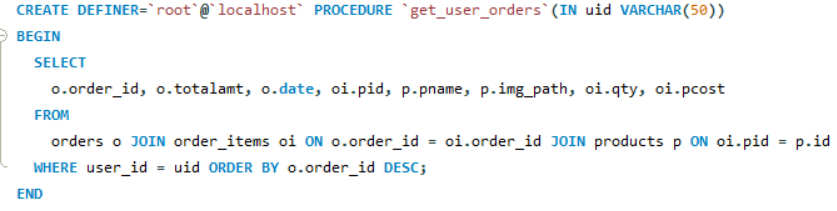 CREATE DEFINER=`root`@`localhost` PROCEDURE `get_user_orders`(IN uid VARCHAR(50))
BEGIN
SELECT
o.order_id, o.totalamt, o.date, oi.pid, p.pname, p.img_path, oi.qty, oi.pcost
FROM
orders o JOIN order_items oi ON o.order_id = oi.order_id JOIN products p ON oi.pid = p.id
WHERE user_id = uid ORDER BY o.order_id DESC;
END